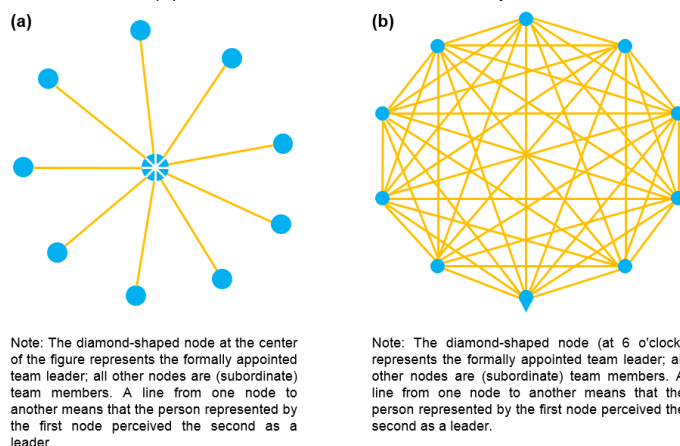 (a)
(b)
Note: The diamond-shaped node at the center
of the figure represents the formally appointed
team leader; all other nodes are (subordinate)
team members. A line from one node to
another means that the person represented by
the first node perceived the second as a
leader.
Note: The diamond-shaped node (at 6 o'clock
represents the formally appointed team leader; al
other nodes are (subordinate) team members. A
line from one node to another means that the
person represented by the first node perceived the
second as a leader.